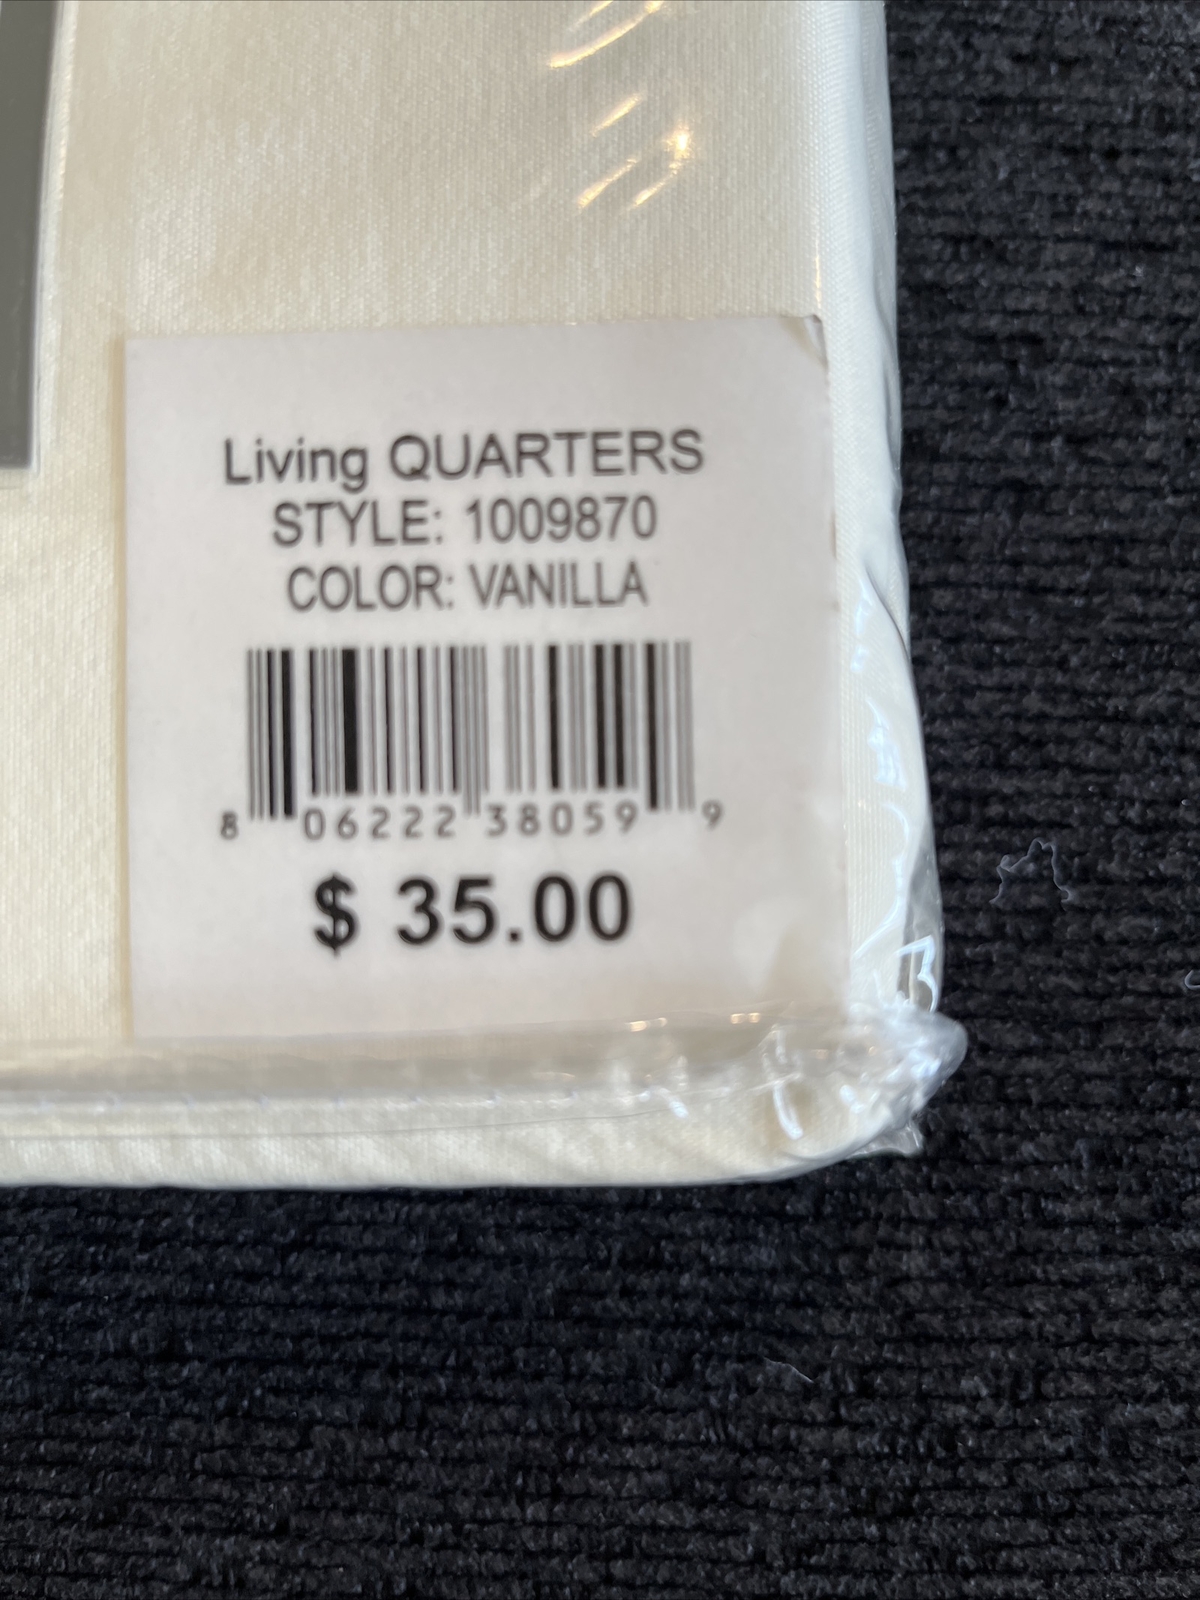 Living QUARTERS
STYLE: 1009870
COLOR: VANILLA
8 06222 38059 9
$ 35.00